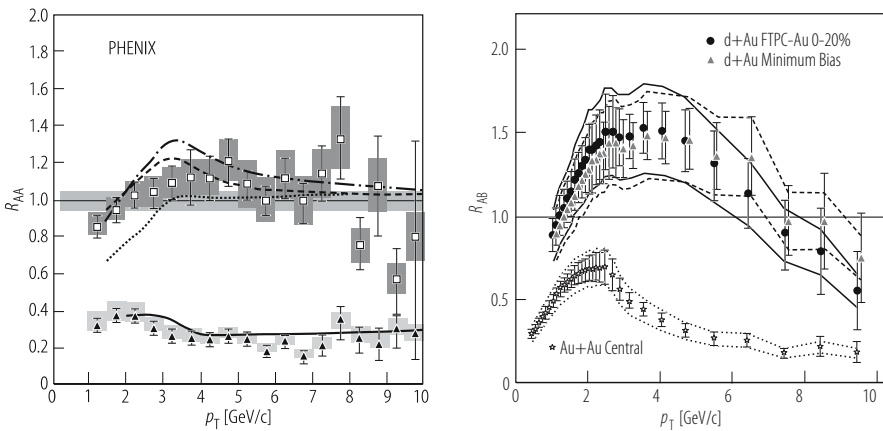 2.0
1.8
1.6
1.4
1.2
1.0
0.8
0.6
0.4
0.2
0
R_AA
PHENIX
0 1 2 3 4 5 6 7 8 9 10
p_T [GeV/c]
2.0
1.5
1.0
0.5
0
R_AB
d+Au FTPC-Au 0-20%
d+Au Minimum Bias
Au+Au Central
0 2 4 6 8 10
p_T [GeV/c]